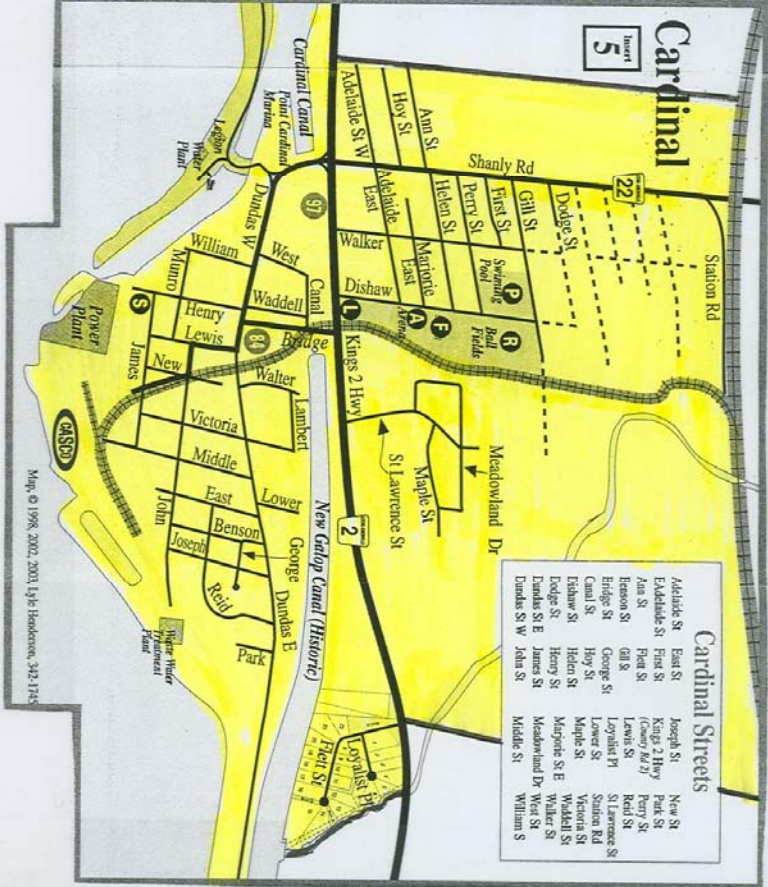 Cardinal
Insert
5
Station Rd
22
Shanly Rd
Dodge St
Gill St
First St
Perry St
Helen St
Ann St
Hoy St
Adelaide St W
Adelaide
East
Marjorie
East
Walker
Dishaw
Swiming
Pool
P
R
Ball
Fields
F
A
Arena
L
Kings 2 Hwy
2
Meadowland Dr
Maple St
St Lawrence St
Cardinal Canal
Point Cardinal
Marina
Legion
Water
Plant
97
Dundas W
West
Canal
William
Waddell
Munro
Henry
Lewis
84
Bridge
S
James
New
Walter
Lambert
Victoria
Middle
East
Lower
John
Benson
Joseph
George
Reid
Dundas E
Park
New Galop Canal (Historic)
Power
Plant
CASCO
Waste Water
Treatment
Plant
Flett St
Loyalist Pl
Cardinal Streets
Adelaide St East St Joseph St New St
EAdelaide St First St Kings 2 Hwy Park St
Ann St Flett St (County Rd 2) Perry St
Benson St Gill St Lewis St Reid St
Bridge St George St Loyalist Pl St Lawrence St
Canal St Hoy St Lower St Station Rd
Dishaw St Helen St Maple St Victoria St
Dodge St Henry St Marjorie St E Waddell St
Dundas St E James St Meadowland Dr Walker St
Dundas St W John St Middle St West St
William S
Map, © 1998, 2002, 2003, Lyle Henderson, 342-1745